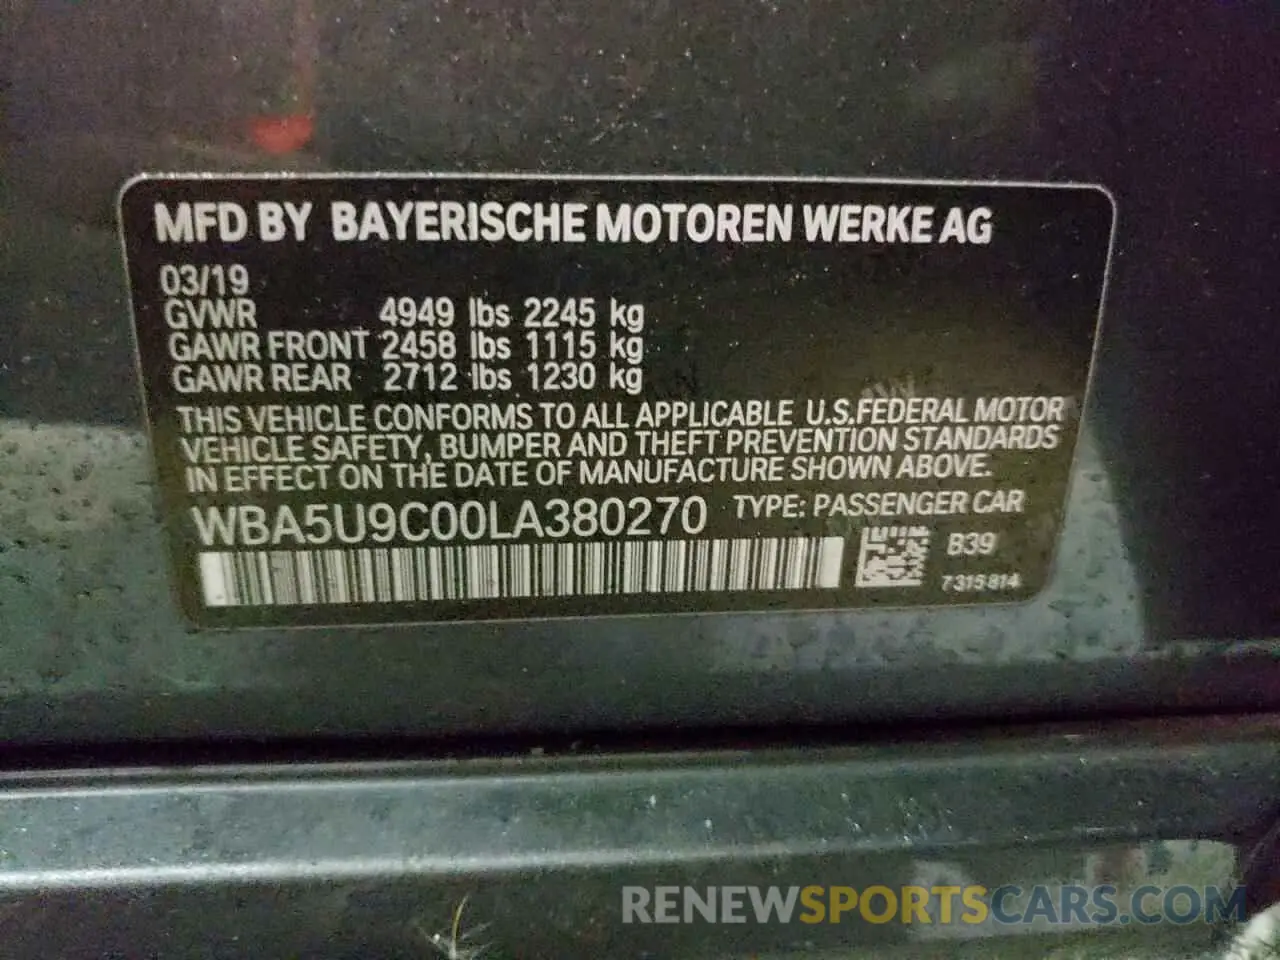 MFD BY BAYERISCHE MOTOREN WERKE AG
03/19
GVWR 4949 lbs 2245 kg
GAWR FRONT 2458 lbs 1115 kg
GAWR REAR 2712 lbs 1230 kg
THIS VEHICLE CONFORMS TO ALL APPLICABLE U.S.FEDERAL MOTOR
VEHICLE SAFETY, BUMPER AND THEFT PREVENTION STANDARDS
IN EFFECT ON THE DATE OF MANUFACTURE SHOWN ABOVE.
WBA5U9C00LA380270 TYPE: PASSENGER CAR
B39
7315814
RENEWSPORTSCARS.COM